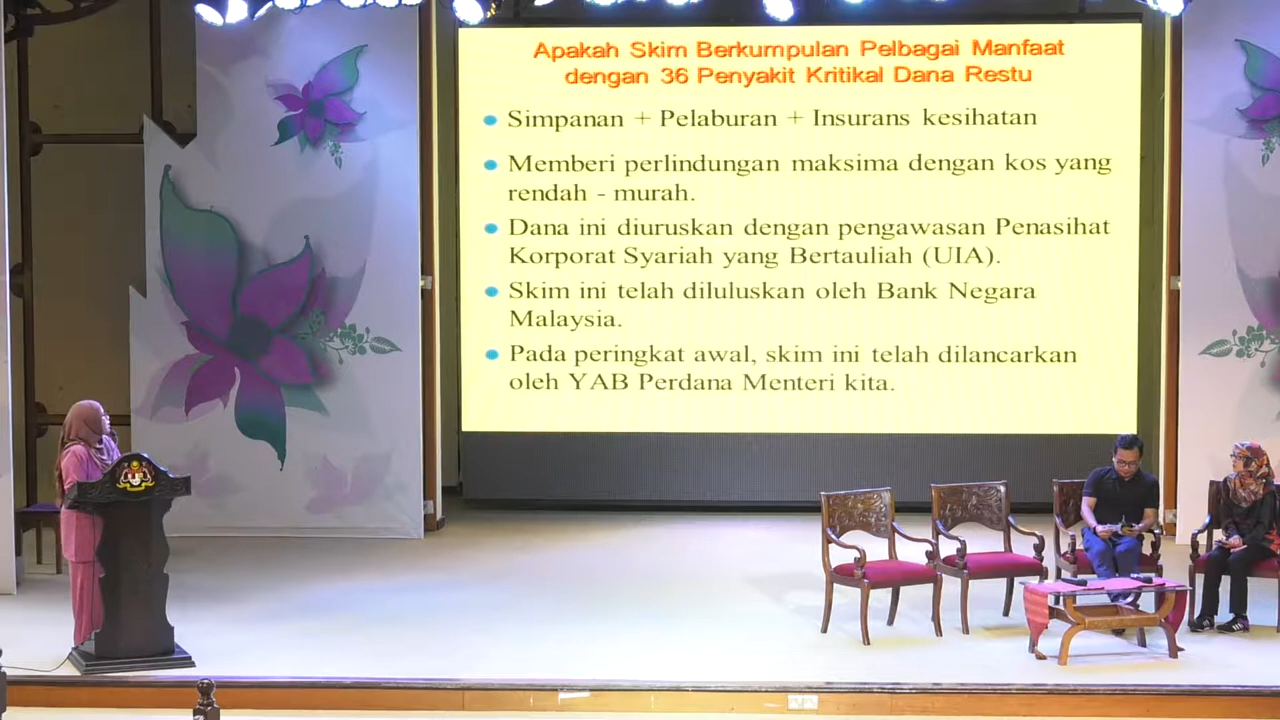 Apakah Skim Berkumpulan Pelbagai Manfaat
dengan 36 Penyakit Kritikal Dana Restu
Simpanan + Pelaburan + Insurans kesihatan
Memberi perlindungan maksima dengan kos yang
rendah - murah.
Dana ini diuruskan dengan pengawasan Penasihat
Korporat Syariah yang Bertauliah (UIA).
Skim ini telah diluluskan oleh Bank Negara
Malaysia.
Pada peringkat awal, skim ini telah dilancarkan
oleh YAB Perdana Menteri kita.